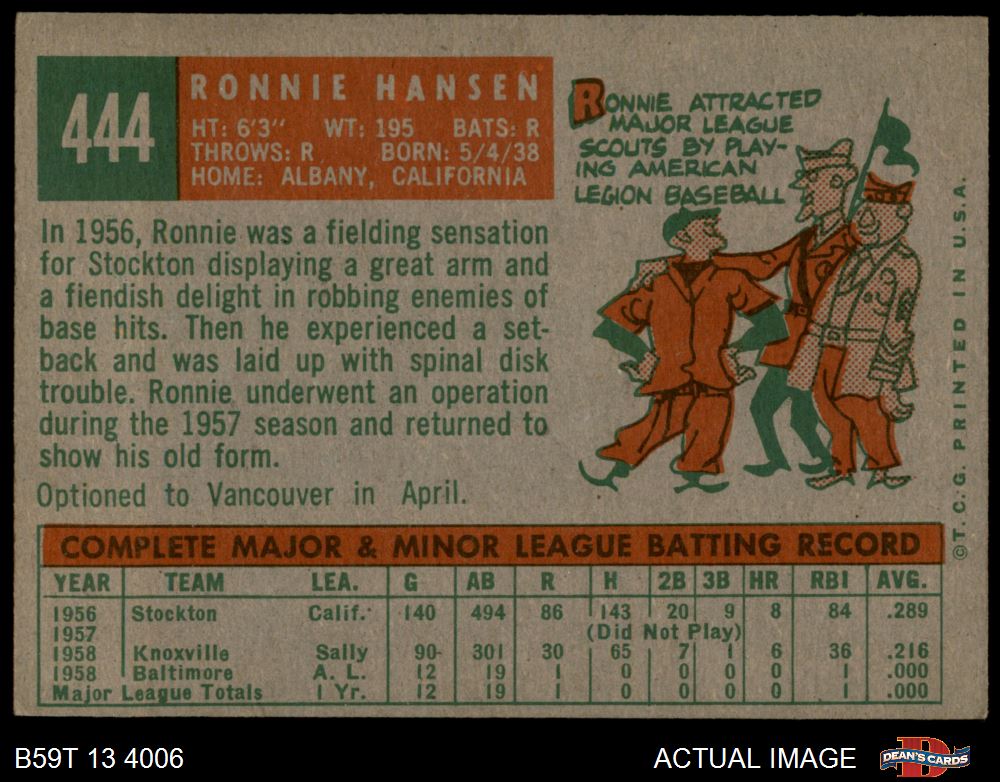 444
RONNIE HANSEN
HT: 6'3" WT: 195 BATS: R
THROWS: R BORN: 5/4/38
HOME: ALBANY, CALIFORNIA
RONNIE ATTRACTED
MAJOR LEAGUE
SCOUTS BY PLAY-
ING AMERICAN
LEGION BASEBALL
In 1956, Ronnie was a fielding sensation
for Stockton displaying a great arm and
a fiendish delight in robbing enemies of
base hits. Then he experienced a set-
back and was laid up with spinal disk
trouble. Ronnie underwent an operation
during the 1957 season and returned to
show his old form.
Optioned to Vancouver in April.
©T.C.G. PRINTED IN U.S.A.
COMPLETE MAJOR & MINOR LEAGUE BATTING RECORD
YEAR TEAM LEA. G AB R H 2B 3B HR RBI AVG.
1956 Stockton Calif. 140 494 86 143 20 9 8 84 .289
1957 (Did Not Play)
1958 Knoxville Sally 90 301 30 65 7 1 6 36 .216
1958 Baltimore A. L. 12 19 1 0 0 0 0 1 .000
Major League Totals 1 Yr. 12 19 1 0 0 0 0 1 .000
B59T 13 4006
ACTUAL IMAGE
D
DEAN'S CARDS